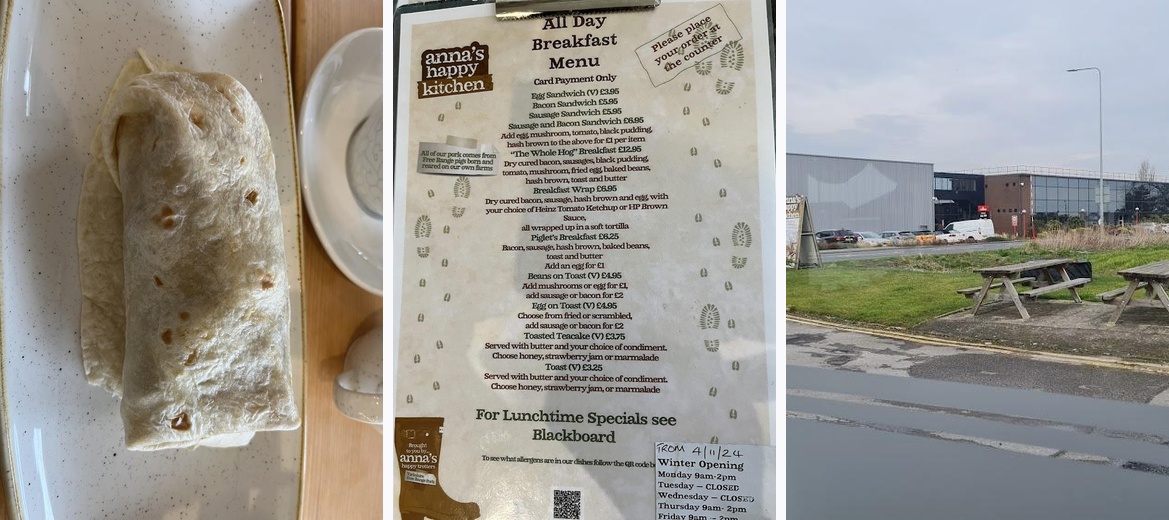 All Day
Breakfast
Menu
Card Payment Only
anna's
happy
kitchen
Please place
your order at
the counter
Egg Sandwich (V) £3.95
Bacon Sandwich £5.95
Sausage Sandwich £5.95
Sausage and Bacon Sandwich £6.95
Add egg, mushroom, tomato, black pudding,
hash brown to the above for £1 per item
"The Whole Hog" Breakfast £12.95
Dry cured bacon, sausages, black pudding,
tomato, mushroom, fried egg, baked beans,
hash brown, toast and butter
Breakfast Wrap £6.95
Dry cured bacon, sausage, hash brown and egg, with
your choice of Heinz Tomato Ketchup or HP Brown
Sauce,
all wrapped up in a soft tortilla
Piglet's Breakfast £6.25
Bacon, sausage, hash brown, baked beans,
toast and butter
Add an egg for £1
Beans on Toast (V) £4.95
Add mushrooms or egg for £1,
add sausage or bacon for £2
Egg on Toast (V) £4.95
Choose from fried or scrambled,
add sausage or bacon for £2
Toasted Teacake (V) £3.75
Served with butter and your choice of condiment.
Choose honey, strawberry jam or marmalade
Toast (V) £3.25
Served with butter and your choice of condiment.
Choose honey, strawberry jam, or marmalade
All of our pork comes from
Free Range pigs born and
reared on our own farms
For Lunchtime Specials see
Blackboard
To see what allergens are in our dishes follow the QR code
Brought
to you by...
anna's
happy trotters
FROM 4/11/24
Winter Opening
Monday 9am-2pm
Tuesday – CLOSED
Wednesday – CLOSED
Thursday 9am- 2pm
Friday 9am – 2pm